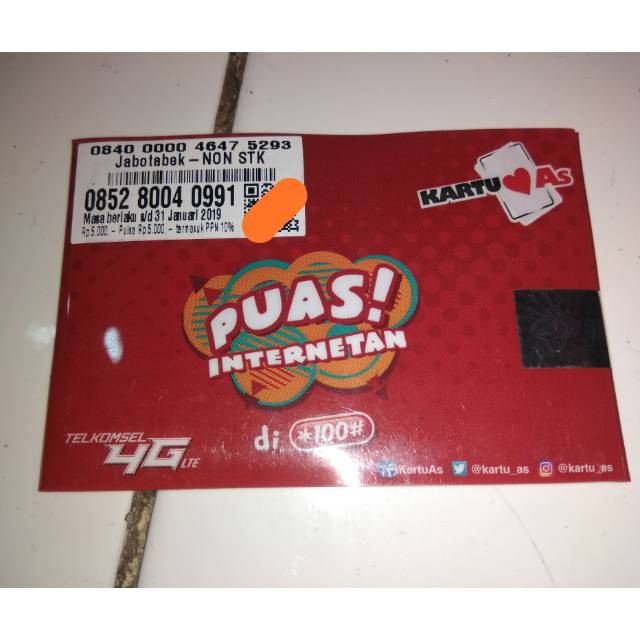 0840 0000 4647 5293
Jabotabek – NON STK
0852 8004 0991
Masa berlaku s/d 31 Januari 2019
Rp 5.000,- Pulsa Rp 5.000,- termasuk PPN 10%
KARTU AS
PUAS!
INTERNETAN
di *100#
TELKOMSEL
4G LTE
KartuAs @kartu_as @kartu_as